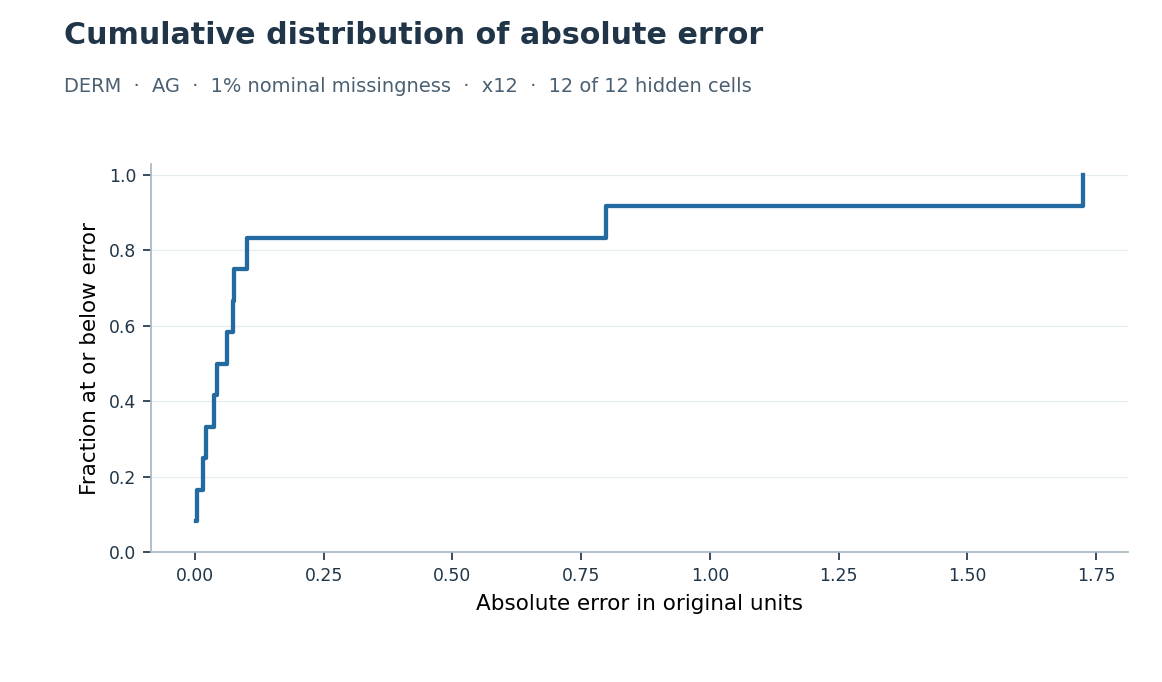 Cumulative distribution of absolute error
DERM · AG · 1% nominal missingness · x12 · 12 of 12 hidden cells
Fraction at or below error
1.0
0.8
0.6
0.4
0.2
0.0
0.00 0.25 0.50 0.75 1.00 1.25 1.50 1.75
Absolute error in original units